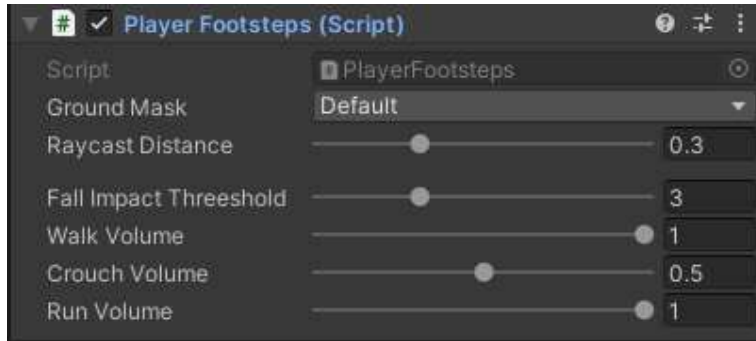 # Player Footsteps (Script)
Script PlayerFootsteps
Ground Mask Default
Raycast Distance 0.3
Fall Impact Threeshold 3
Walk Volume 1
Crouch Volume 0.5
Run Volume 1